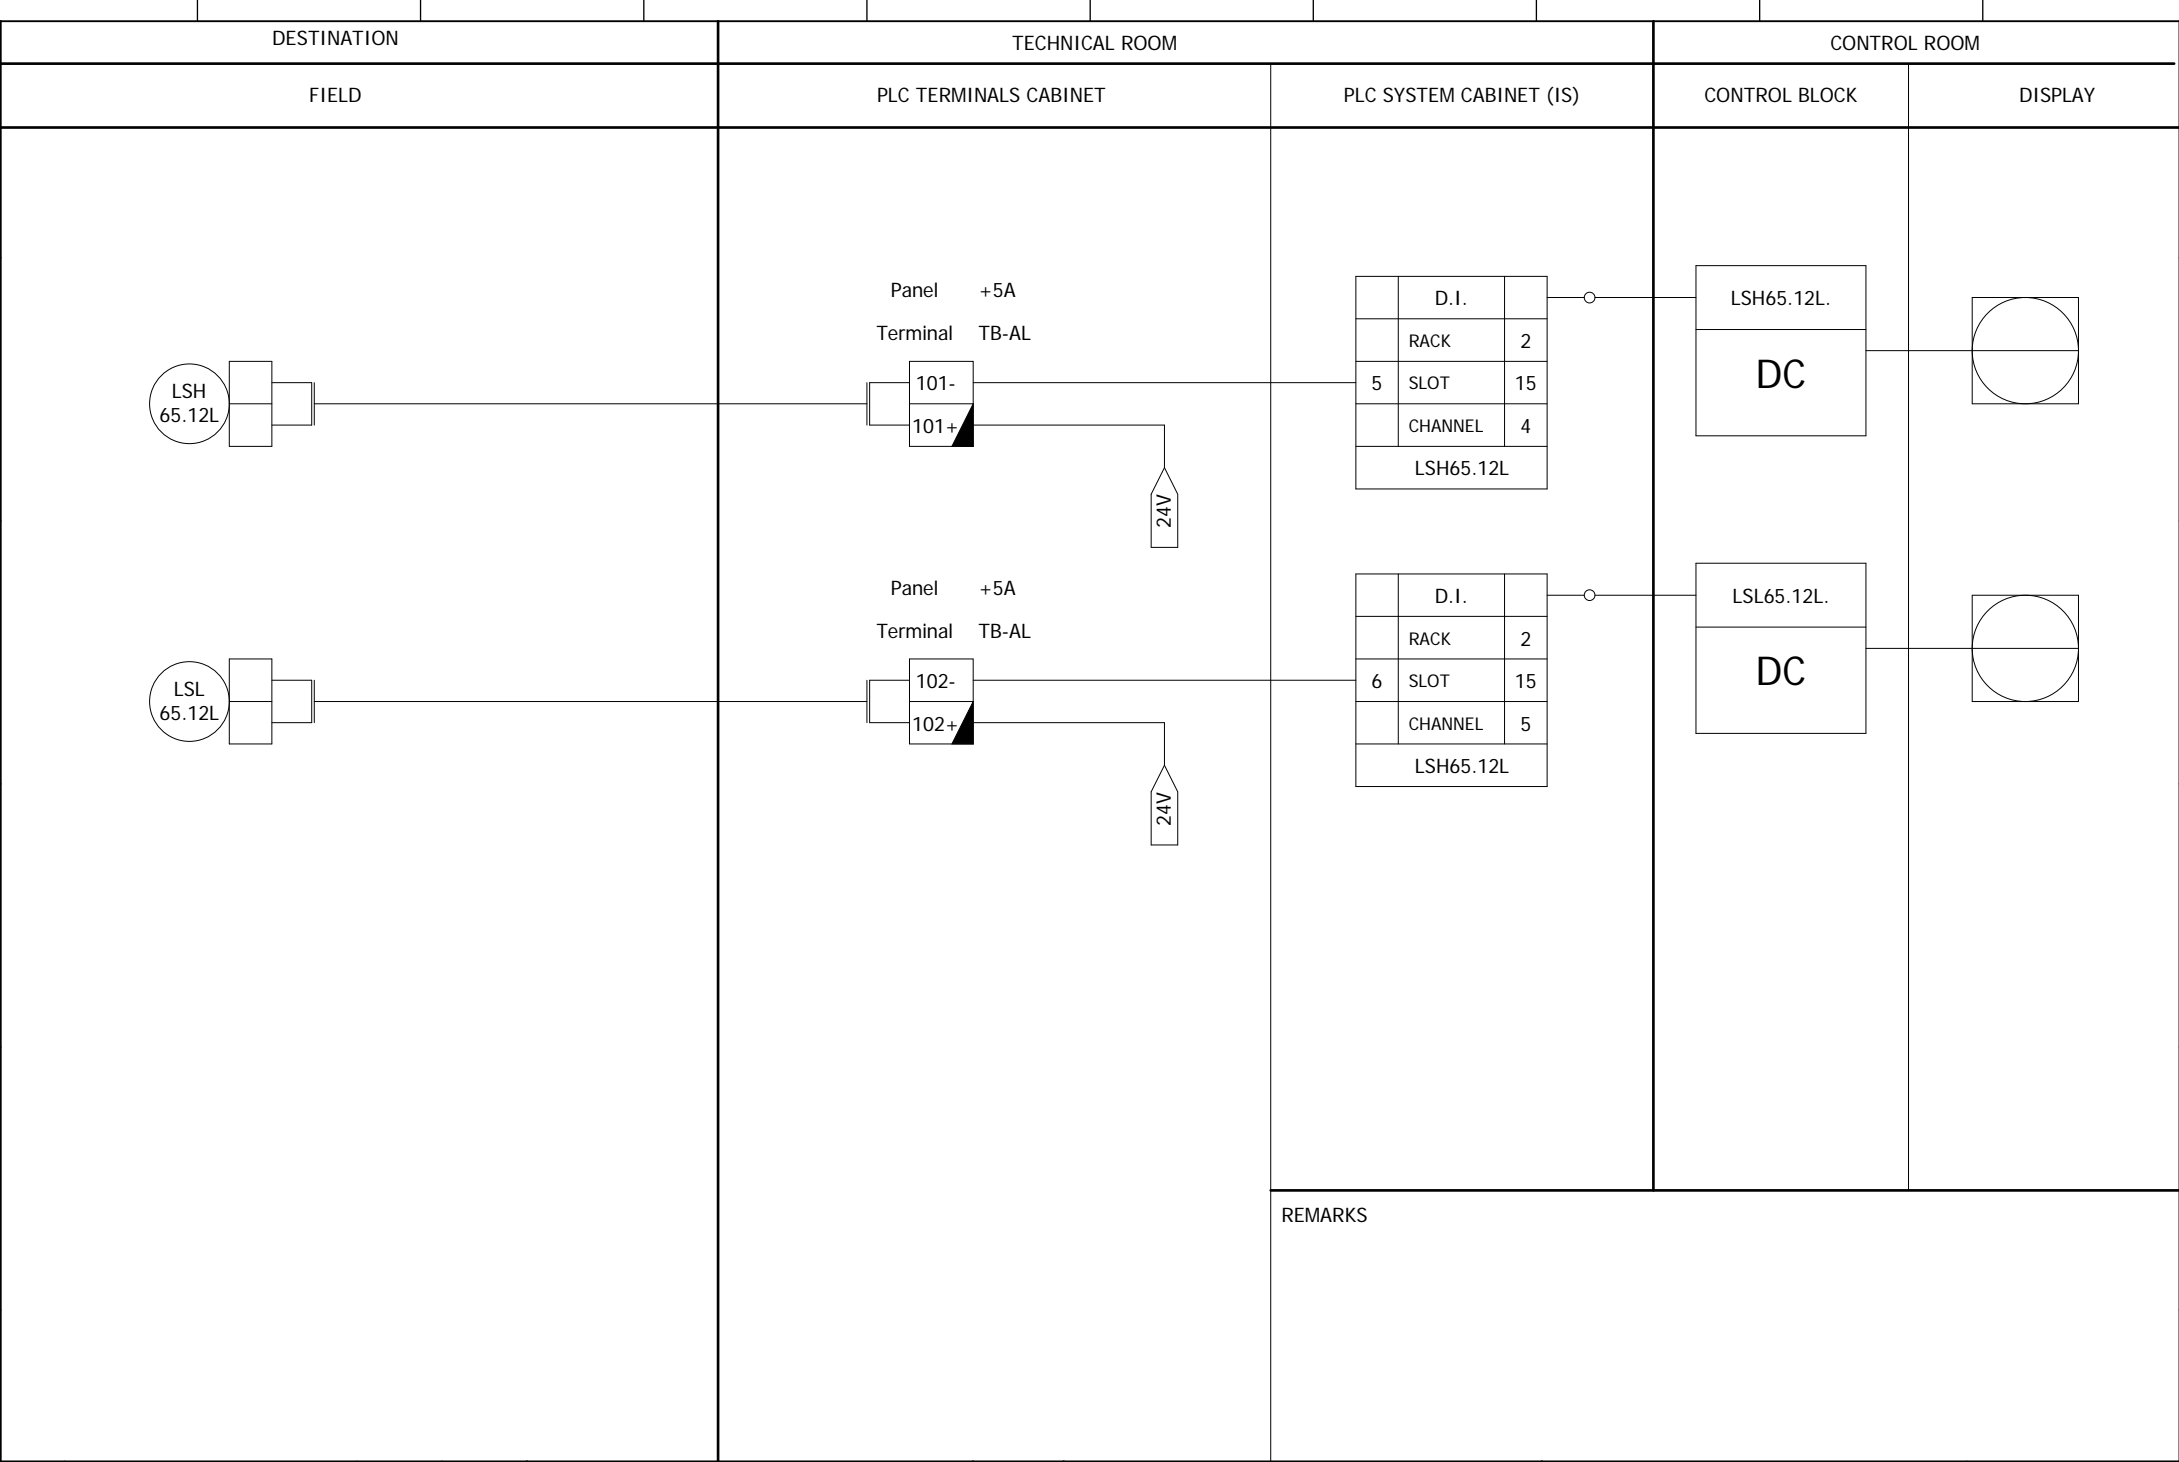 DESTINATION
TECHNICAL ROOM
CONTROL ROOM
FIELD
PLC TERMINALS CABINET
PLC SYSTEM CABINET (IS)
CONTROL BLOCK
DISPLAY
LSH
65.12L
Panel +5A
Terminal TB-AL
101-
101+
24V
D.I.
RACK 2
5 SLOT 15
CHANNEL 4
LSH65.12L
LSH65.12L.
DC
LSL
65.12L
Panel +5A
Terminal TB-AL
102-
102+
24V
D.I.
RACK 2
6 SLOT 15
CHANNEL 5
LSH65.12L
LSL65.12L.
DC
REMARKS